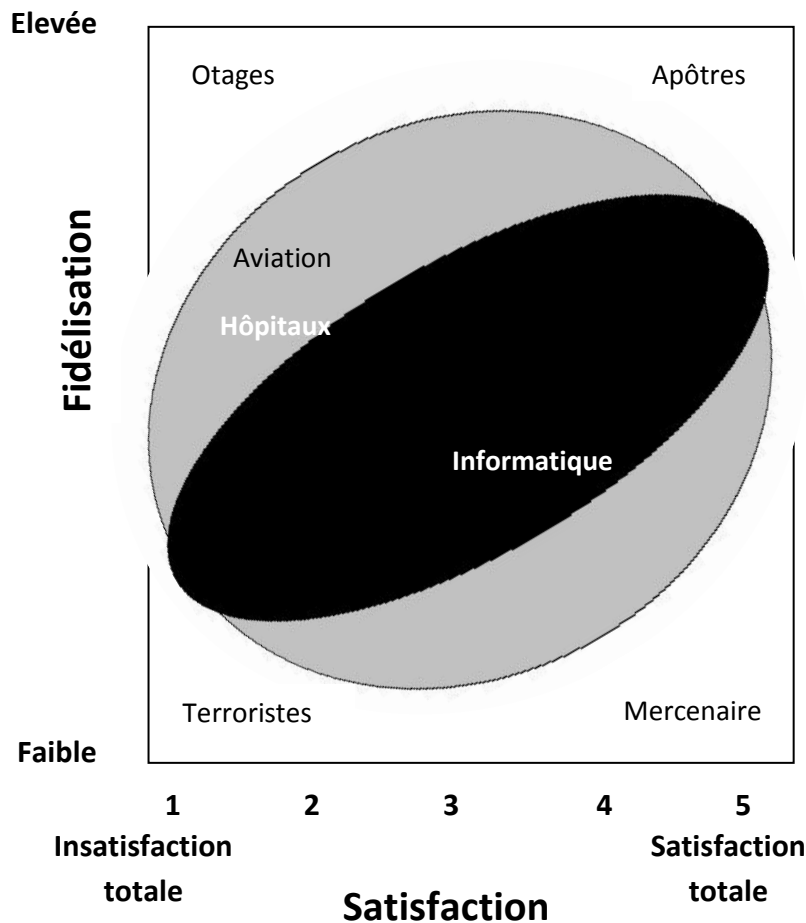 Elevée
Otages
Apôtres
Fidélisation
Aviation
Hôpitaux
Informatique
Terroristes
Mercenaire
Faible
1 2 3 4 5
Insatisfaction
totale
Satisfaction
totale
Satisfaction